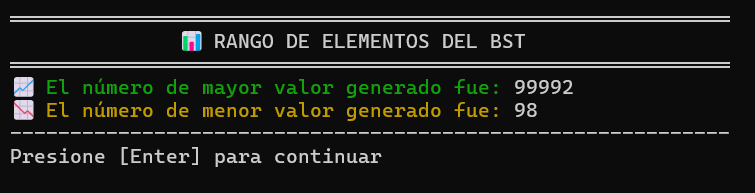 📊 RANGO DE ELEMENTOS DEL BST
📈 El número de mayor valor generado fue: 99992
📉 El número de menor valor generado fue: 98
Presione [Enter] para continuar